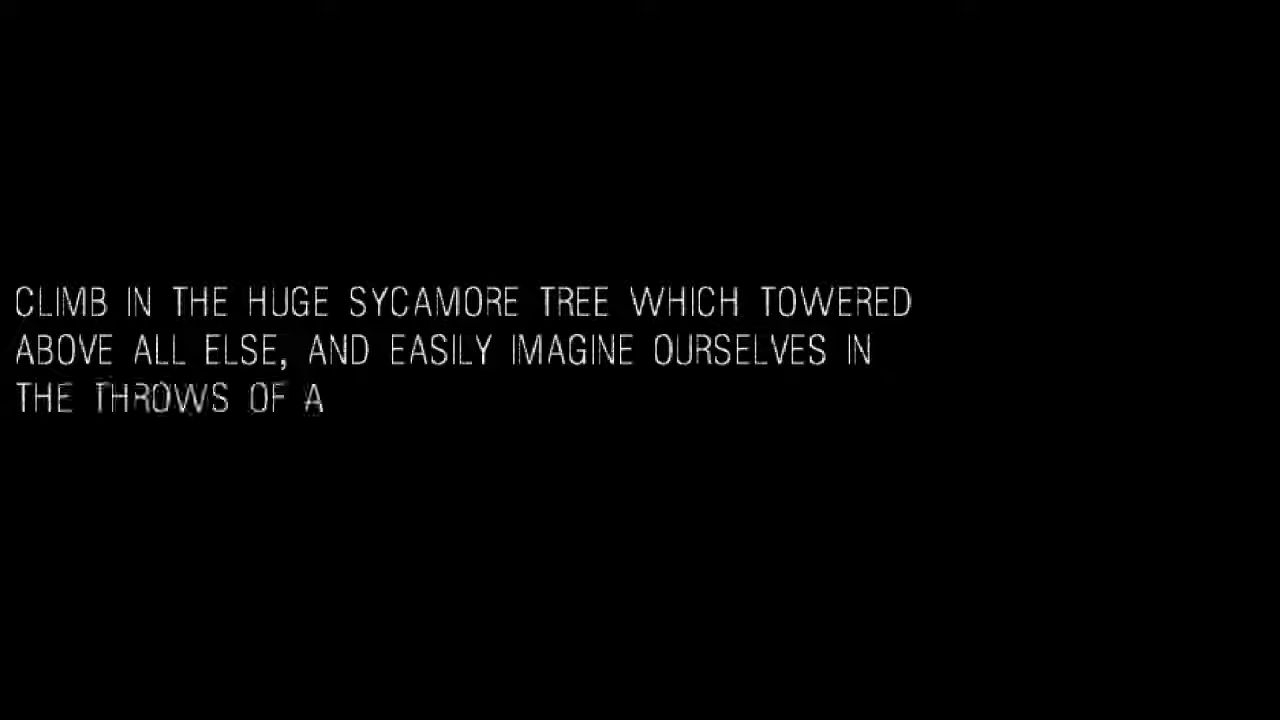 CLIMB IN THE HUGE SYCAMORE TREE WHICH TOWERED
ABOVE ALL ELSE, AND EASILY IMAGINE OURSELVES IN
THE THROWS OF A